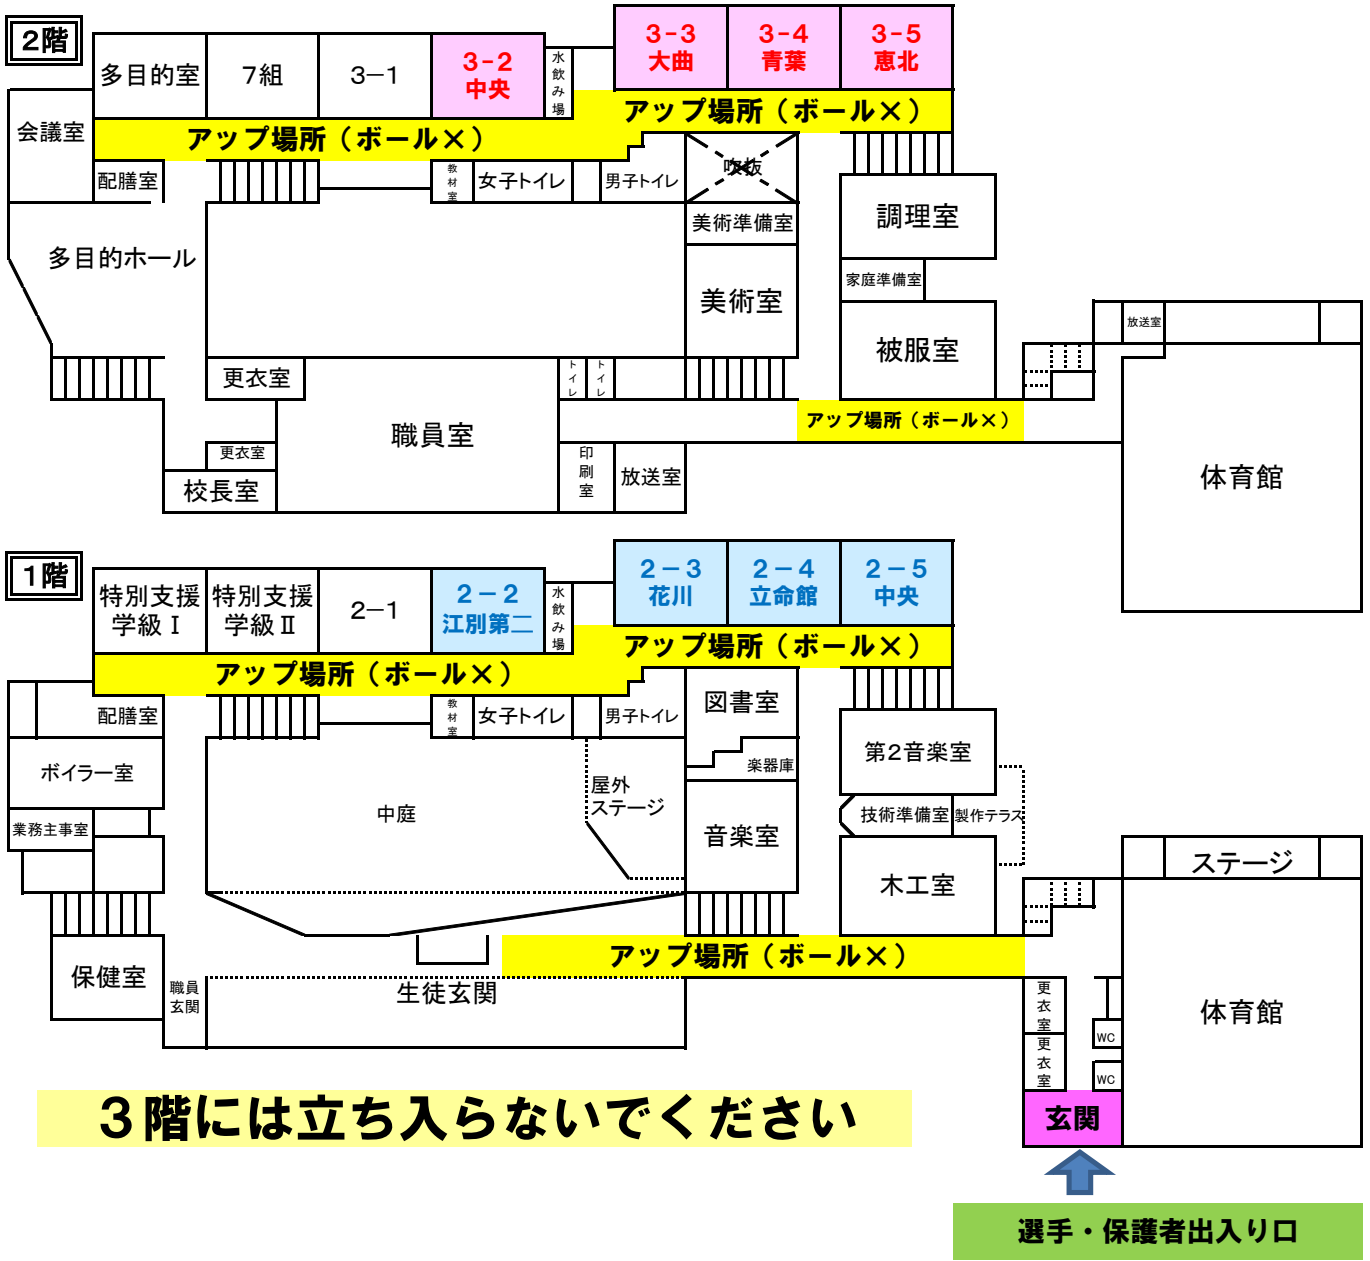 2階
多目的室
7組
3－1
3-2
中央
水飲み場
3-3
大曲
3-4
青葉
3-5
恵北
アップ場所（ボール×）
アップ場所（ボール×）
会議室
配膳室
教材室
女子トイレ
男子トイレ
吹抜
美術準備室
調理室
多目的ホール
家庭準備室
美術室
被服室
放送室
更衣室
トイレ
トイレ
アップ場所（ボール×）
職員室
更衣室
校長室
印刷室
放送室
体育館
1階
特別支援
学級Ⅰ
特別支援
学級Ⅱ
2－1
2－2
江別第二
水飲み場
2－3
花川
2－4
立命館
2－5
中央
アップ場所（ボール×）
アップ場所（ボール×）
配膳室
教材室
女子トイレ
男子トイレ
図書室
楽器庫
第2音楽室
ボイラー室
屋外
ステージ
中庭
業務主事室
音楽室
技術準備室
製作テラス
木工室
ステージ
アップ場所（ボール×）
保健室
職員
玄関
生徒玄関
更衣室
更衣室
WC
WC
体育館
玄関
3階には立ち入らないでください
選手・保護者出入り口